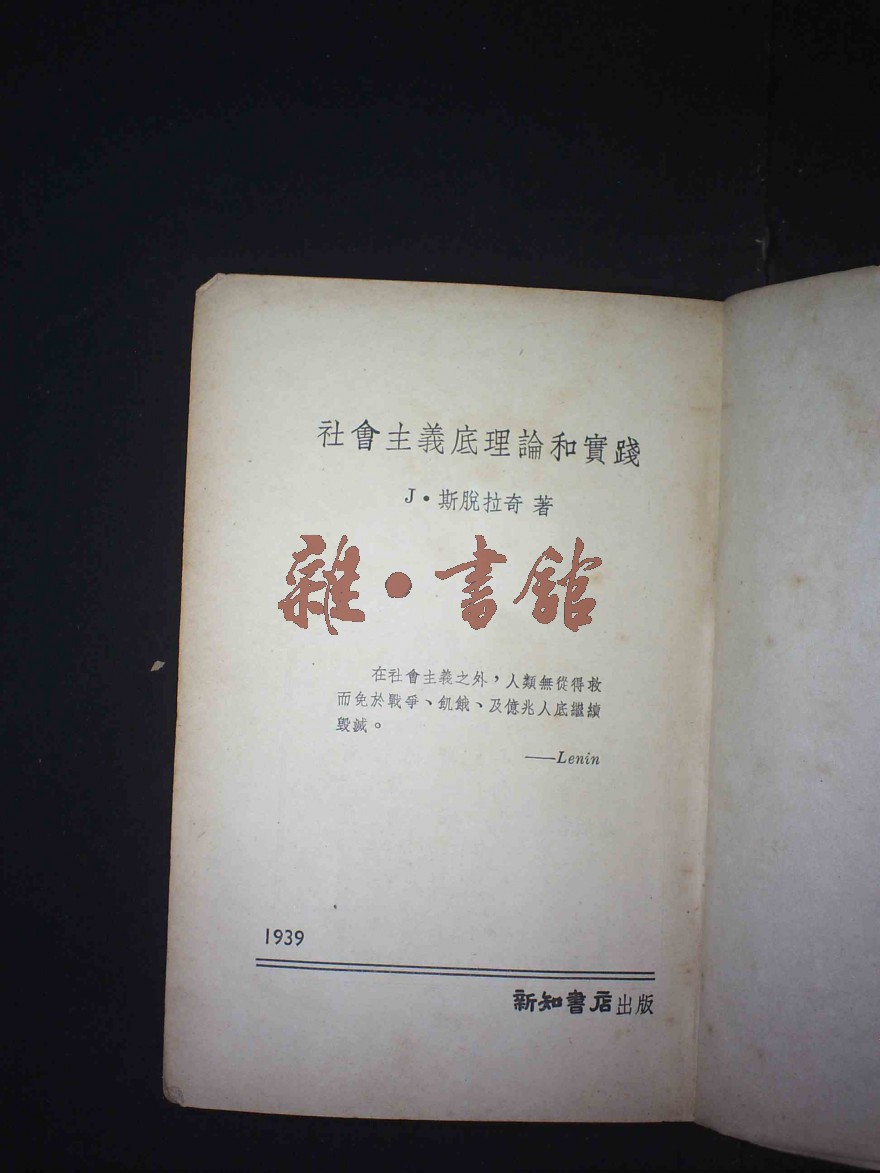 社會主義底理論和實踐
J·斯脫拉奇 著
雜·書館
在社會主義之外，人類無從得救
而免於戰爭、飢餓、及億兆人底繼續
毀滅。
——Lenin
1939
新知書店出版